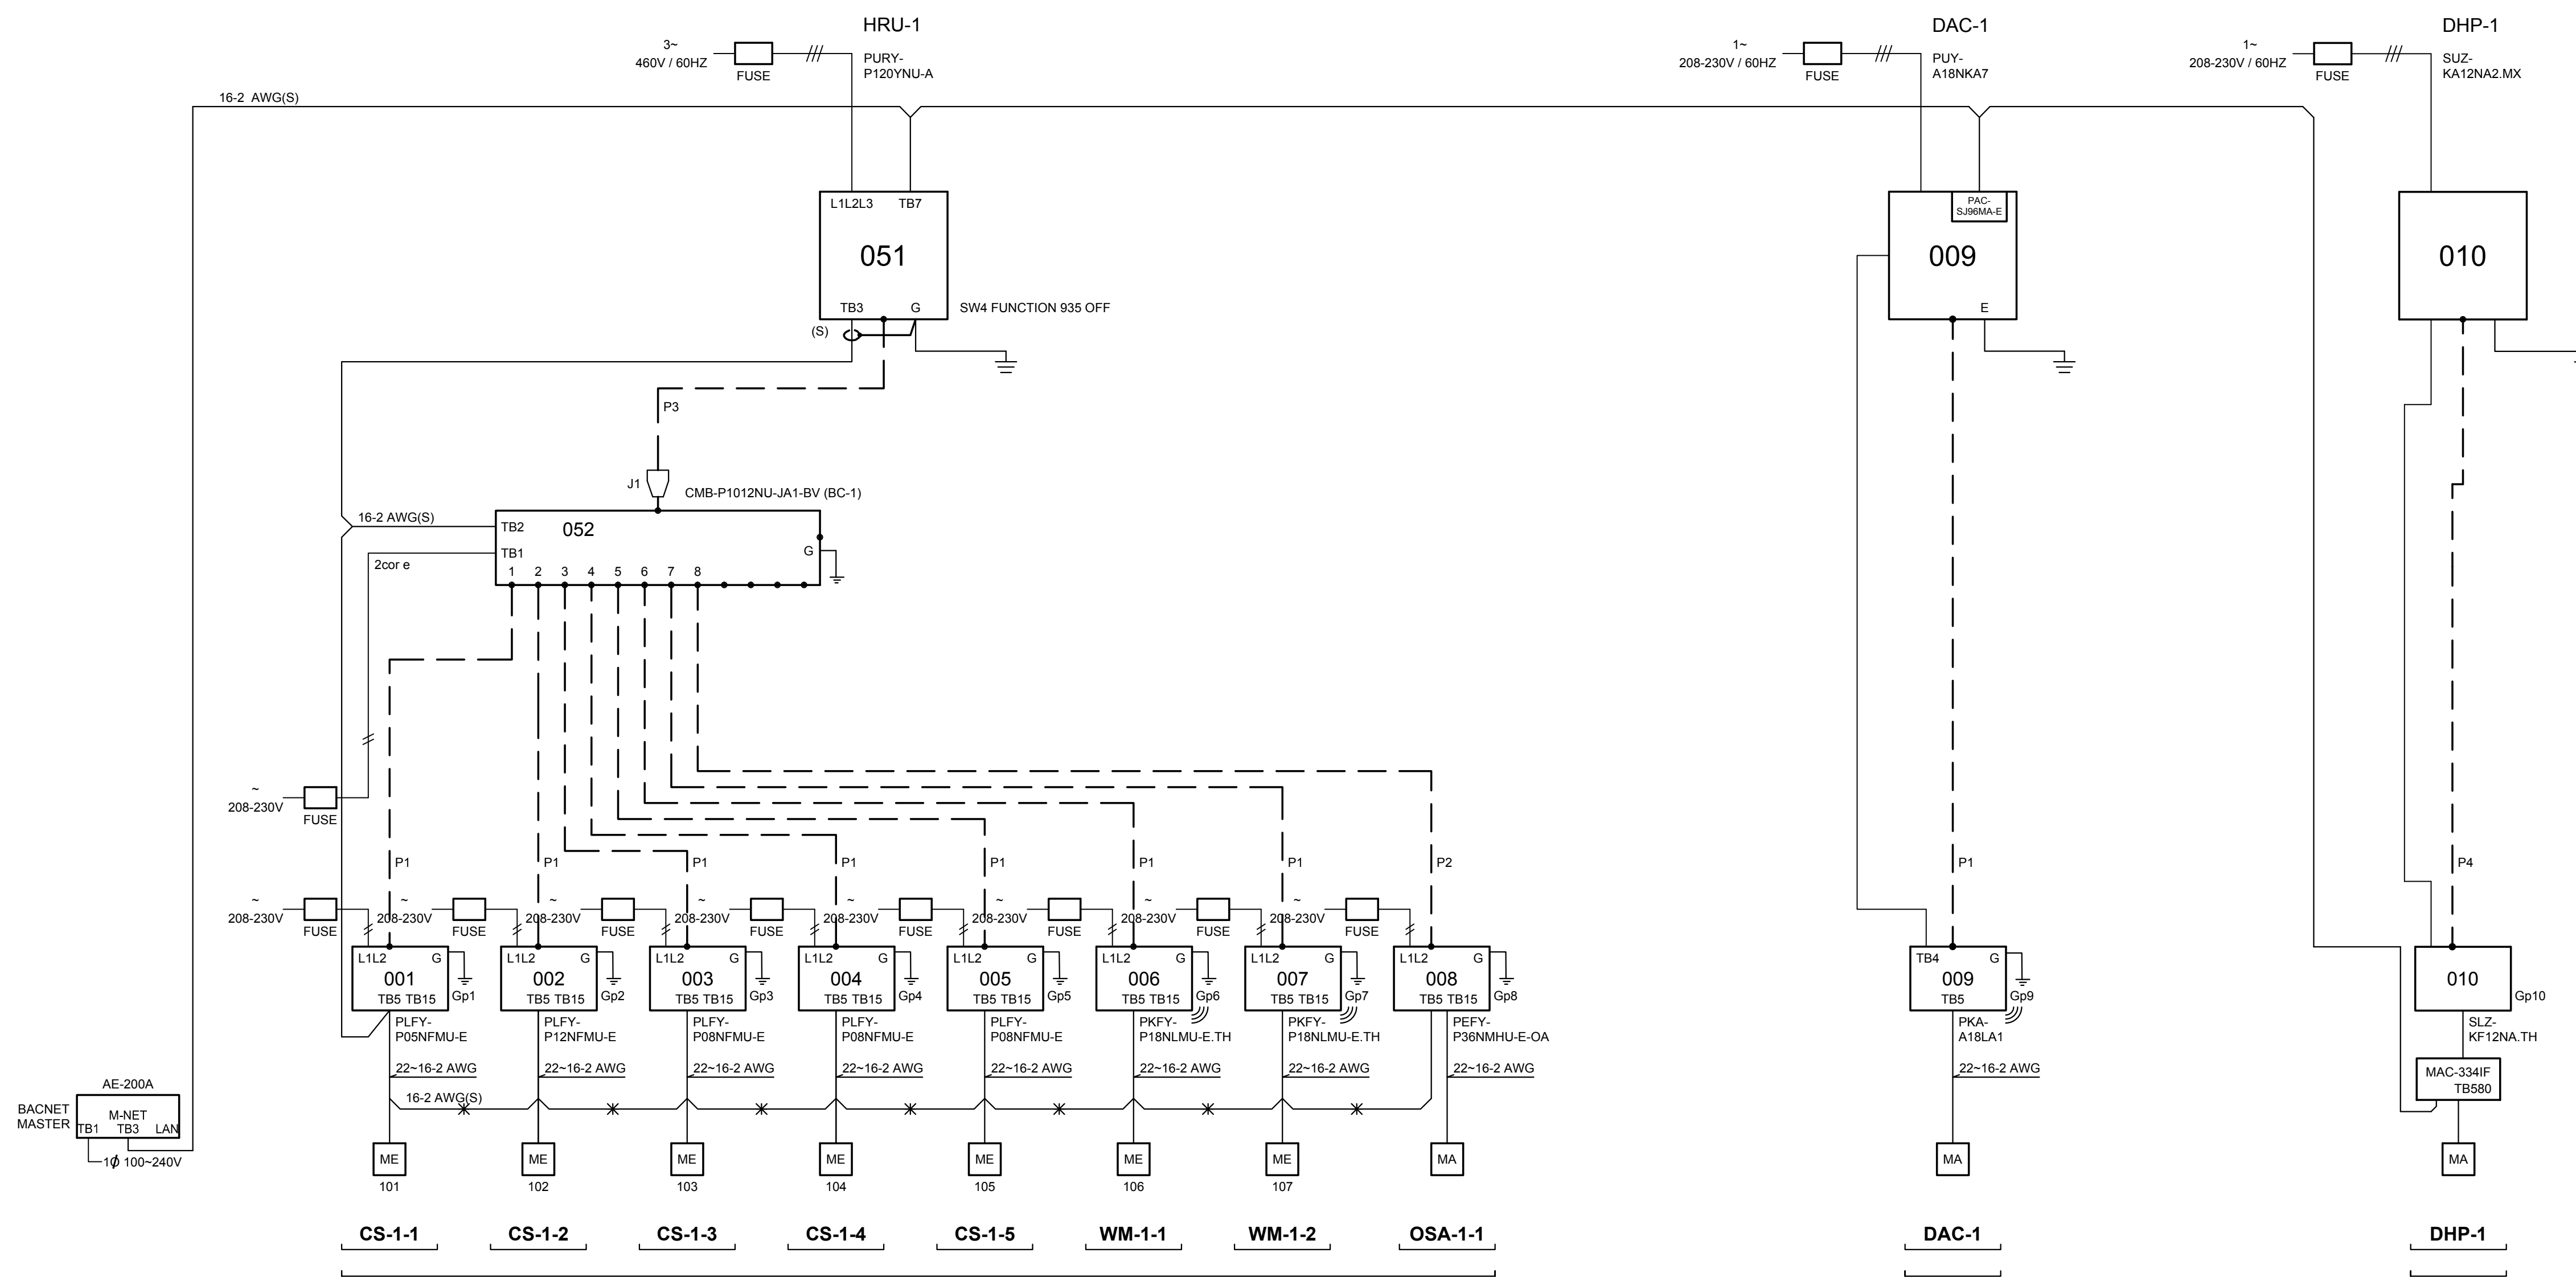 HRU-1
DAC-1
DHP-1
3~
460V / 60HZ
FUSE
PURY-
P120YNU-A
1~
208-230V / 60HZ
FUSE
PUY-
A18NKA7
1~
208-230V / 60HZ
FUSE
SUZ-
KA12NA2.MX
16-2 AWG(S)
L1L2L3
TB7
051
TB3
G
(S)
SW4 FUNCTION 935 OFF
PAC-
SJ96MA-E
009
E
010
P3
J1
CMB-P1012NU-JA1-BV (BC-1)
16-2 AWG(S)
TB2
052
TB1
G
2cor e
1 2 3 4 5 6 7 8
~
208-230V
FUSE
P1 P1 P1 P1 P1 P1 P1 P2 P1 P4
~ ~ ~ ~ ~ ~ ~ ~
208-230V 208-230V 208-230V 208-230V 208-230V 208-230V 208-230V 208-230V
FUSE FUSE FUSE FUSE FUSE FUSE FUSE FUSE
L1L2 G L1L2 G L1L2 G L1L2 G L1L2 G L1L2 G L1L2 G L1L2 G TB4 G
001 002 003 004 005 006 007 008 009 010
TB5 TB15 Gp1 TB5 TB15 Gp2 TB5 TB15 Gp3 TB5 TB15 Gp4 TB5 TB15 Gp5 TB5 TB15 Gp6 TB5 TB15 Gp7 TB5 TB15 Gp8 TB5 Gp9 Gp10
PLFY- PLFY- PLFY- PLFY- PLFY- PKFY- PKFY- PEFY- PKA- SLZ-
P05NFMU-E P12NFMU-E P08NFMU-E P08NFMU-E P08NFMU-E P18NLMU-E.TH P18NLMU-E.TH P36NMHU-E-OA A18LA1 KF12NA.TH
22~16-2 AWG 22~16-2 AWG 22~16-2 AWG 22~16-2 AWG 22~16-2 AWG 22~16-2 AWG 22~16-2 AWG 22~16-2 AWG 22~16-2 AWG
MAC-334IF
TB580
16-2 AWG(S)
AE-200A
BACNET
MASTER
M-NET
TB1 TB3 LAN
1ϕ 100~240V
ME ME ME ME ME ME ME MA MA MA
101 102 103 104 105 106 107
CS-1-1 CS-1-2 CS-1-3 CS-1-4 CS-1-5 WM-1-1 WM-1-2 OSA-1-1 DAC-1 DHP-1